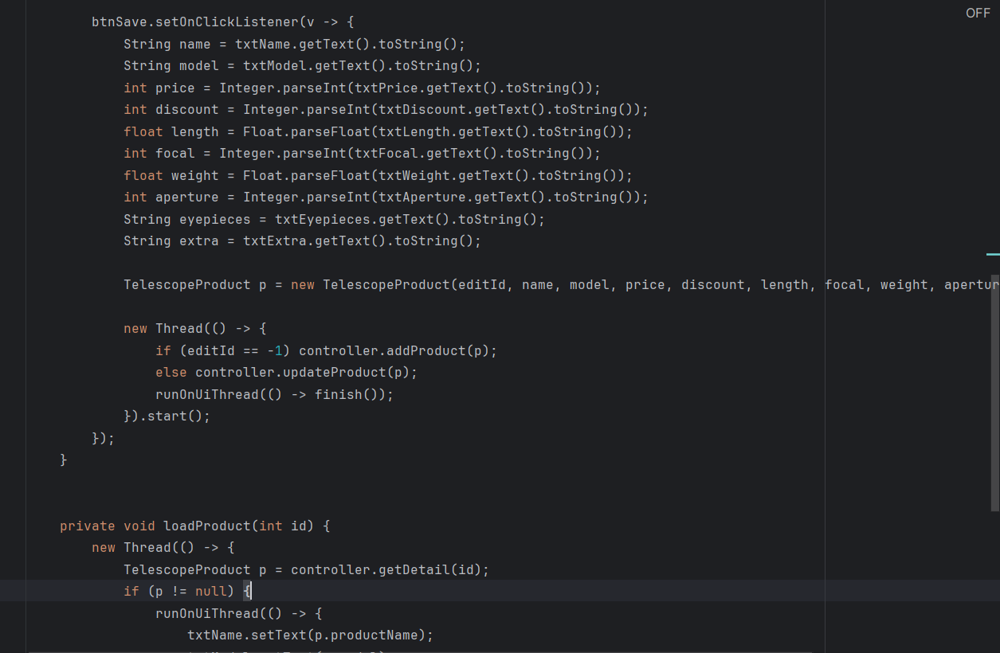 OFF
btnSave.setOnClickListener(v -> {
String name = txtName.getText().toString();
String model = txtModel.getText().toString();
int price = Integer.parseInt(txtPrice.getText().toString());
int discount = Integer.parseInt(txtDiscount.getText().toString());
float length = Float.parseFloat(txtLength.getText().toString());
int focal = Integer.parseInt(txtFocal.getText().toString());
float weight = Float.parseFloat(txtWeight.getText().toString());
int aperture = Integer.parseInt(txtAperture.getText().toString());
String eyepieces = txtEyepieces.getText().toString();
String extra = txtExtra.getText().toString();
TelescopeProduct p = new TelescopeProduct(editId, name, model, price, discount, length, focal, weight, apertur
new Thread(() -> {
if (editId == -1) controller.addProduct(p);
else controller.updateProduct(p);
runOnUiThread(() -> finish());
}).start();
});
}
private void loadProduct(int id) {
new Thread(() -> {
TelescopeProduct p = controller.getDetail(id);
if (p != null) {
runOnUiThread(() -> {
txtName.setText(p.productName);